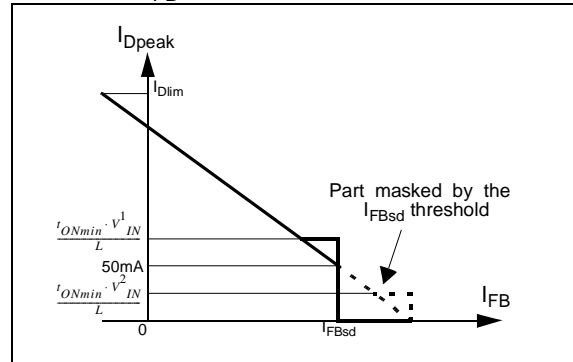 I_Dpeak
I_Dlim
Part masked by the
I_FBsd threshold
t_ONmin · V^1_IN
L
50mA
t_ONmin · V^2_IN
L
I_FB
0
I_FBsd